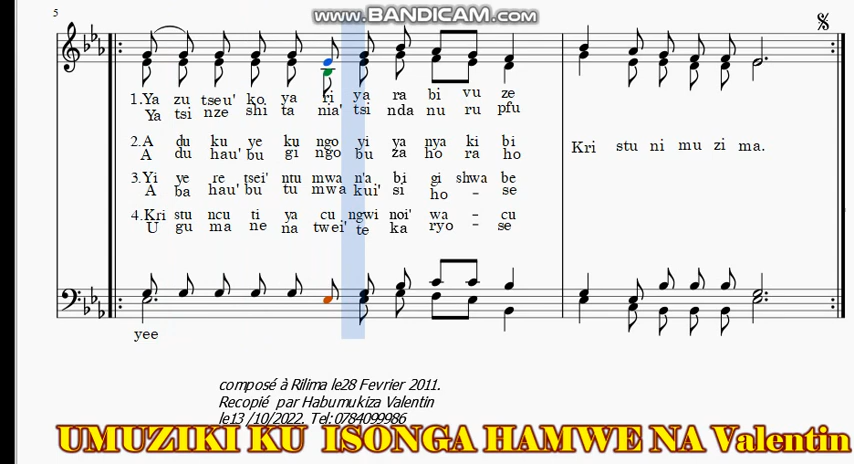 www.BANDICAM.com
5
1.Ya zu tseu' ko ya ri ya ra bi vu ze
Ya tsi nze shi ta nia' tsi nda nu ru pfu
2.A du ku ye ku ngo yi ya nya ki bi
A du hau' bu gi ngo bu za ho ra ho
Kri stu ni mu zi ma.
3.Yi ye re tsei' ntu mwa n'a bi gi shwa be
A ba hau' bu tu mwa kui' si ho - se
4.Kri stu ncu ti ya cu ngwi noi' wa - cu
U gu ma ne na twei' te ka ryo - se
yee
composé à Rilima le28 Fevrier 2011.
Recopié par Habumukiza Valentin
le13 /10/2022. Tel:0784099986
UMUZIKI KU ISONGA HAMWE NA Valentin